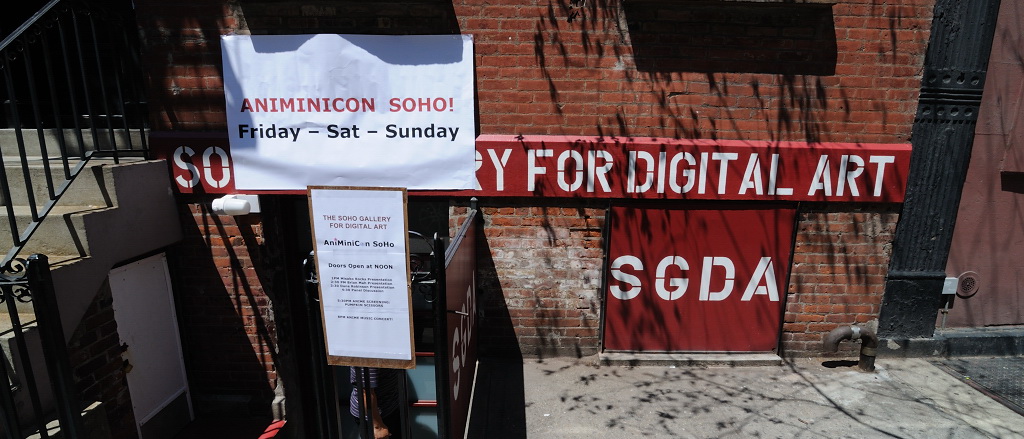 ANIMINICON SOHO!
Friday – Sat – Sunday
SO RY FOR DIGITAL ART
THE SOHO GALLERY
FOR DIGITAL ART
AniMiniCon SoHo
Doors Open at NOON
SGDA
SGD